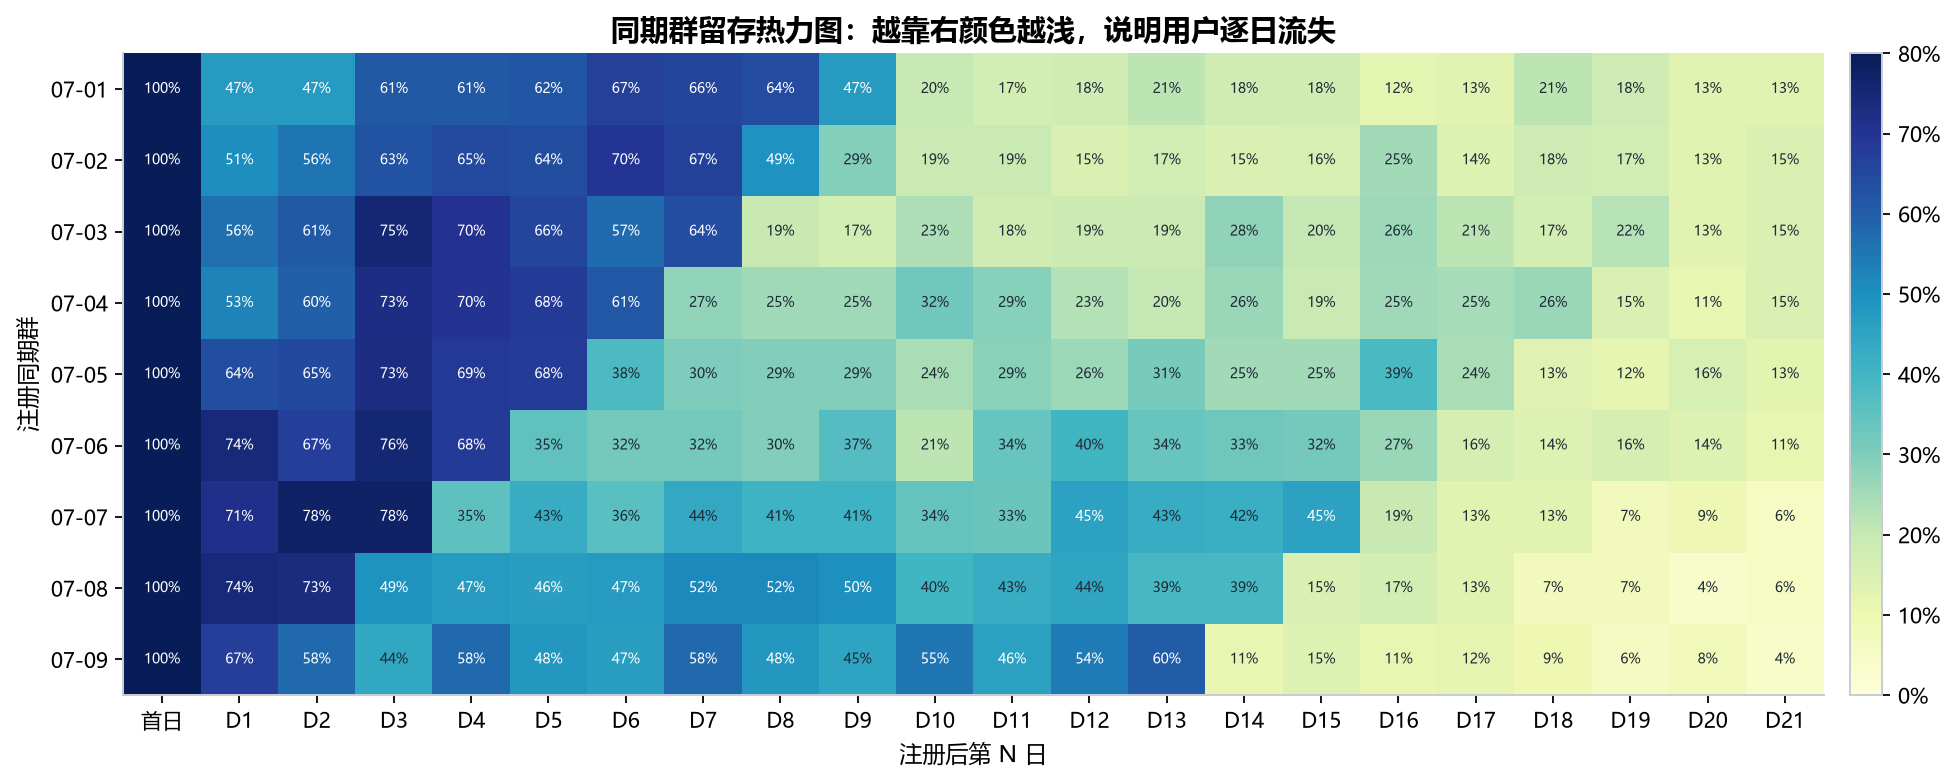 同期群留存热力图：越靠右颜色越浅，说明用户逐日流失
注册同期群
07-01 100% 47% 47% 61% 61% 62% 67% 66% 64% 47% 20% 17% 18% 21% 18% 18% 12% 13% 21% 18% 13% 13%
07-02 100% 51% 56% 63% 65% 64% 70% 67% 49% 29% 19% 19% 15% 17% 15% 16% 25% 14% 18% 17% 13% 15%
07-03 100% 56% 61% 75% 70% 66% 57% 64% 19% 17% 23% 18% 19% 19% 28% 20% 26% 21% 17% 22% 13% 15%
07-04 100% 53% 60% 73% 70% 68% 61% 27% 25% 25% 32% 29% 23% 20% 26% 19% 25% 25% 26% 15% 11% 15%
07-05 100% 64% 65% 73% 69% 68% 38% 30% 29% 29% 24% 29% 26% 31% 25% 25% 39% 24% 13% 12% 16% 13%
07-06 100% 74% 67% 76% 68% 35% 32% 32% 30% 37% 21% 34% 40% 34% 33% 32% 27% 16% 14% 16% 14% 11%
07-07 100% 71% 78% 78% 35% 43% 36% 44% 41% 41% 34% 33% 45% 43% 42% 45% 19% 13% 13% 7% 9% 6%
07-08 100% 74% 73% 49% 47% 46% 47% 52% 52% 50% 40% 43% 44% 39% 39% 15% 17% 13% 7% 7% 4% 6%
07-09 100% 67% 58% 44% 58% 48% 47% 58% 48% 45% 55% 46% 54% 60% 11% 15% 11% 12% 9% 6% 8% 4%
首日 D1 D2 D3 D4 D5 D6 D7 D8 D9 D10 D11 D12 D13 D14 D15 D16 D17 D18 D19 D20 D21
注册后第 N 日
80%
70%
60%
50%
40%
30%
20%
10%
0%